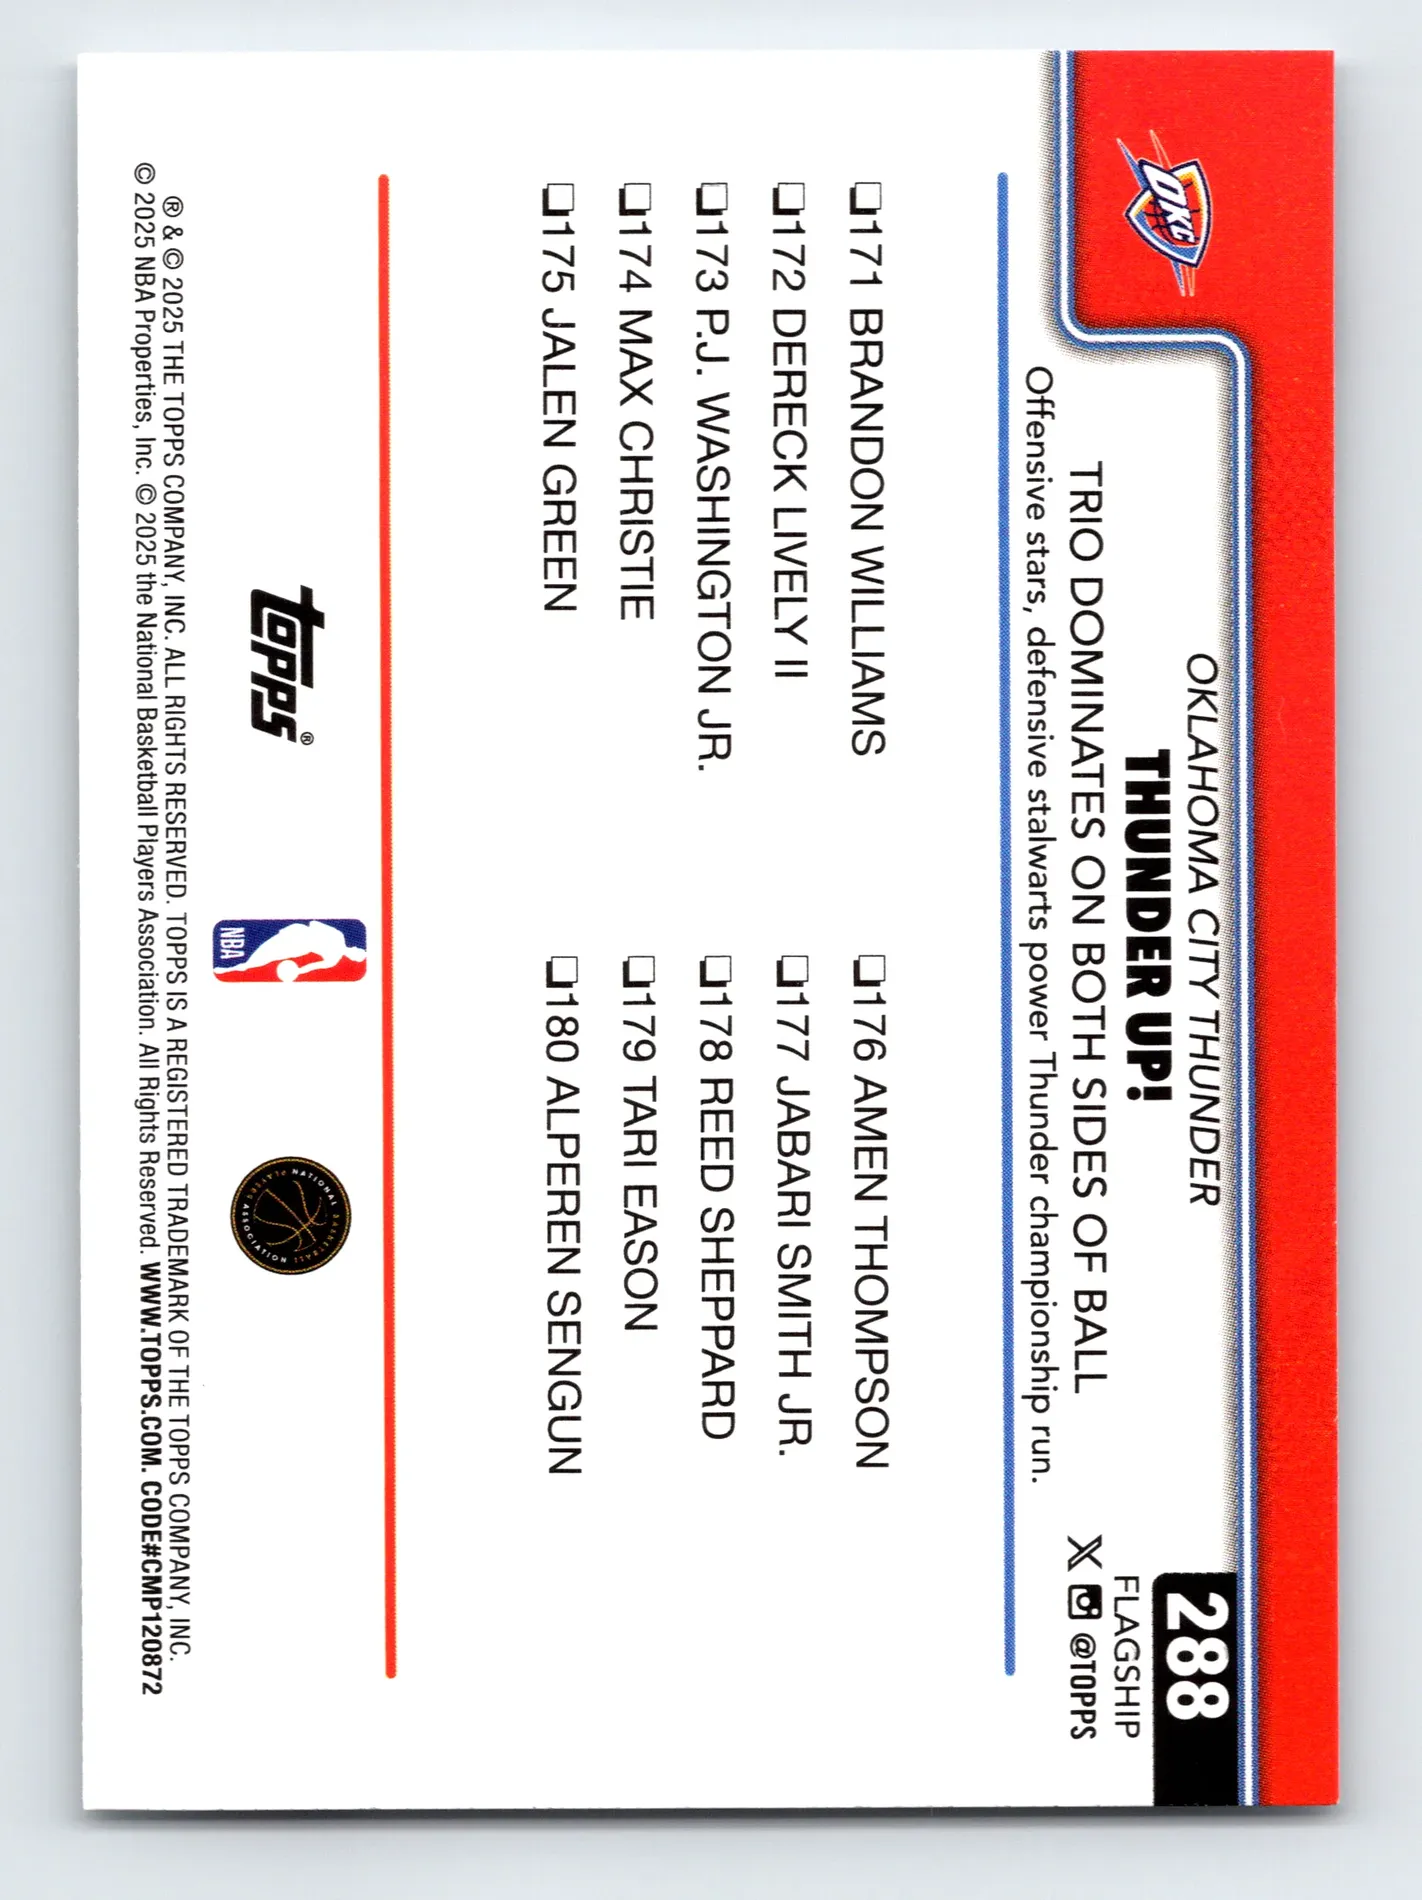 OKC
OKLAHOMA CITY THUNDER
THUNDER UP!
TRIO DOMINATES ON BOTH SIDES OF BALL
Offensive stars, defensive stalwarts power Thunder championship run.
288
FLAGSHIP
X @TOPPS
❏171 BRANDON WILLIAMS
❏172 DERECK LIVELY II
❏173 P.J. WASHINGTON JR.
❏174 MAX CHRISTIE
❏175 JALEN GREEN
❏176 AMEN THOMPSON
❏177 JABARI SMITH JR.
❏178 REED SHEPPARD
❏179 TARI EASON
❏180 ALPEREN SENGUN
topps®
NBA
NATIONAL BASKETBALL PLAYERS ASSOCIATION
® & © 2025 THE TOPPS COMPANY, INC. ALL RIGHTS RESERVED. TOPPS IS A REGISTERED TRADEMARK OF THE TOPPS COMPANY, INC.
© 2025 NBA Properties, Inc. © 2025 the National Basketball Players Association. All Rights Reserved. WWW.TOPPS.COM. CODE#CMP120872